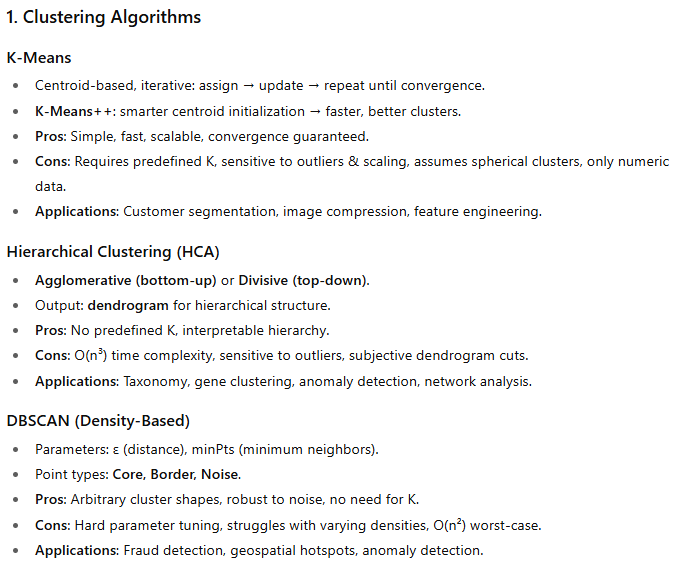 1. Clustering Algorithms
K-Means
• Centroid-based, iterative: assign → update → repeat until convergence.
• K-Means++: smarter centroid initialization → faster, better clusters.
• Pros: Simple, fast, scalable, convergence guaranteed.
• Cons: Requires predefined K, sensitive to outliers & scaling, assumes spherical clusters, only numeric
data.
• Applications: Customer segmentation, image compression, feature engineering.
Hierarchical Clustering (HCA)
• Agglomerative (bottom-up) or Divisive (top-down).
• Output: dendrogram for hierarchical structure.
• Pros: No predefined K, interpretable hierarchy.
• Cons: O(n³) time complexity, sensitive to outliers, subjective dendrogram cuts.
• Applications: Taxonomy, gene clustering, anomaly detection, network analysis.
DBSCAN (Density-Based)
• Parameters: ε (distance), minPts (minimum neighbors).
• Point types: Core, Border, Noise.
• Pros: Arbitrary cluster shapes, robust to noise, no need for K.
• Cons: Hard parameter tuning, struggles with varying densities, O(n²) worst-case.
• Applications: Fraud detection, geospatial hotspots, anomaly detection.